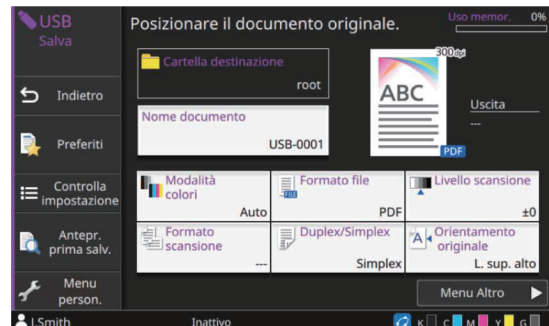 USB
Salva
Posizionare il documento originale.
Uso memor. 0%
Cartella destinazione
root
300dpi
ABC
PDF
Uscita
---
Indietro
Nome documento
USB-0001
Preferiti
Controlla
impostazione
Modalità
colori
Auto
Formato file
FILE
PDF
Livello scansione
±0
Antepr.
prima salv.
Formato
scansione
---
Duplex/Simplex
Simplex
A
Orientamento
originale
L. sup. alto
Menu
person.
Menu Altro
J.Smith
Inattivo
K C M Y G